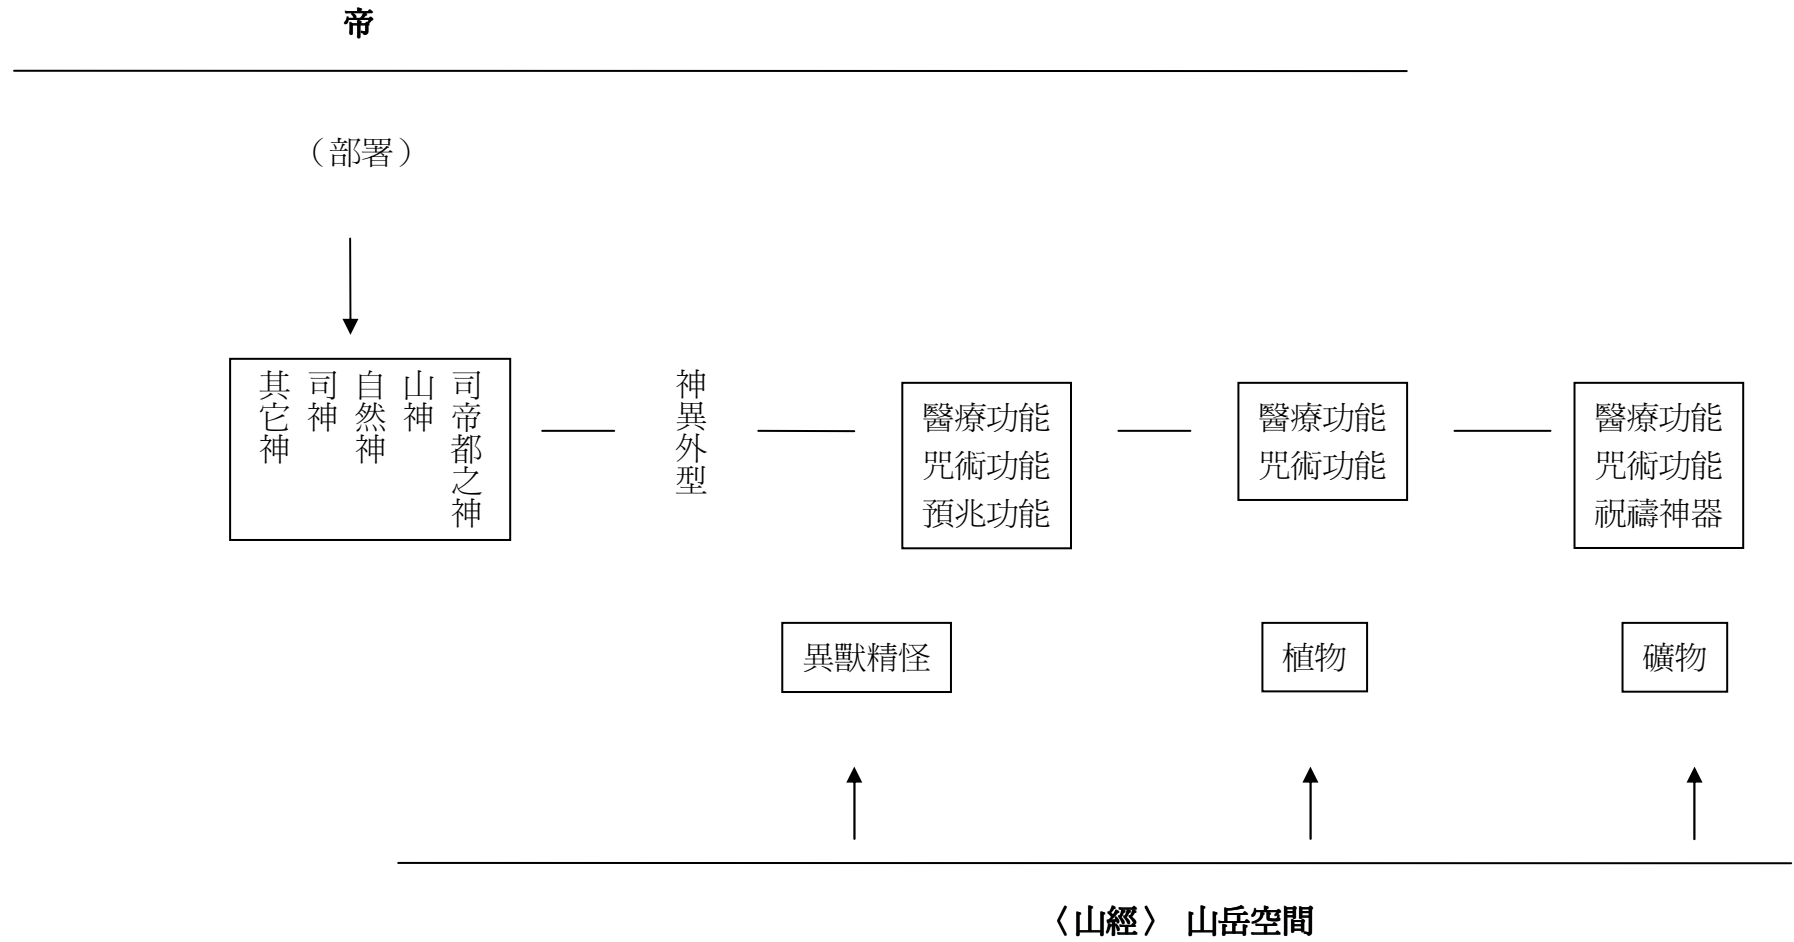 帝
（部署）
司帝都之神
山神
自然神
司神
其它神
神異外型
醫療功能
咒術功能
預兆功能
醫療功能
咒術功能
醫療功能
咒術功能
祝禱神器
異獸精怪
植物
礦物
〈山經〉 山岳空間